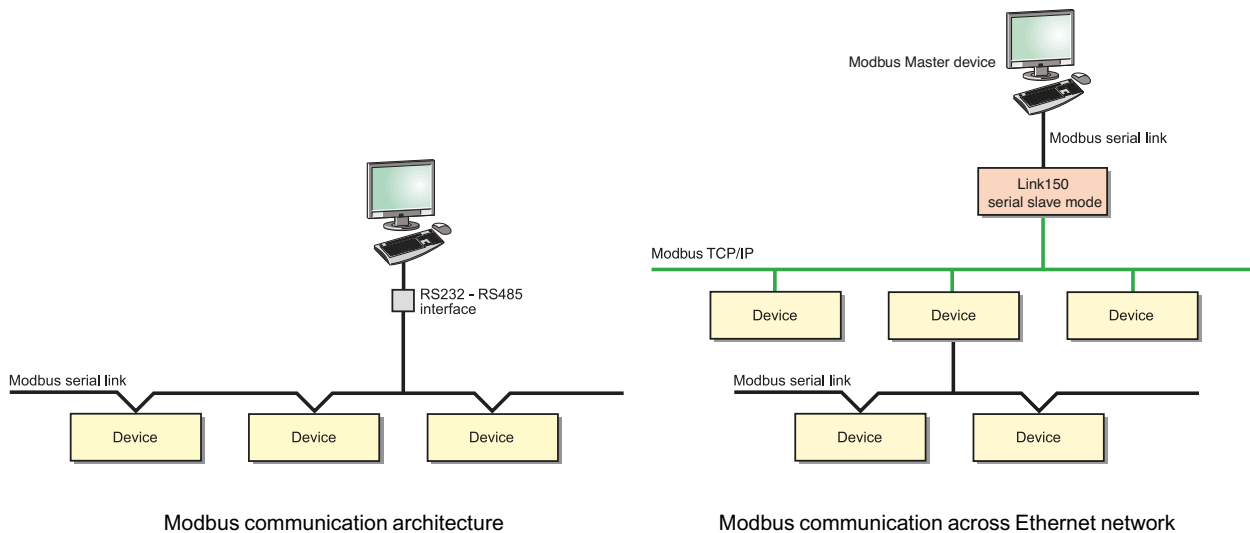 RS232 - RS485
interface
Modbus serial link
Device
Device
Device
Modbus communication architecture
Modbus Master device
Modbus serial link
Link150
serial slave mode
Modbus TCP/IP
Device
Device
Device
Modbus serial link
Device
Device
Modbus communication across Ethernet network